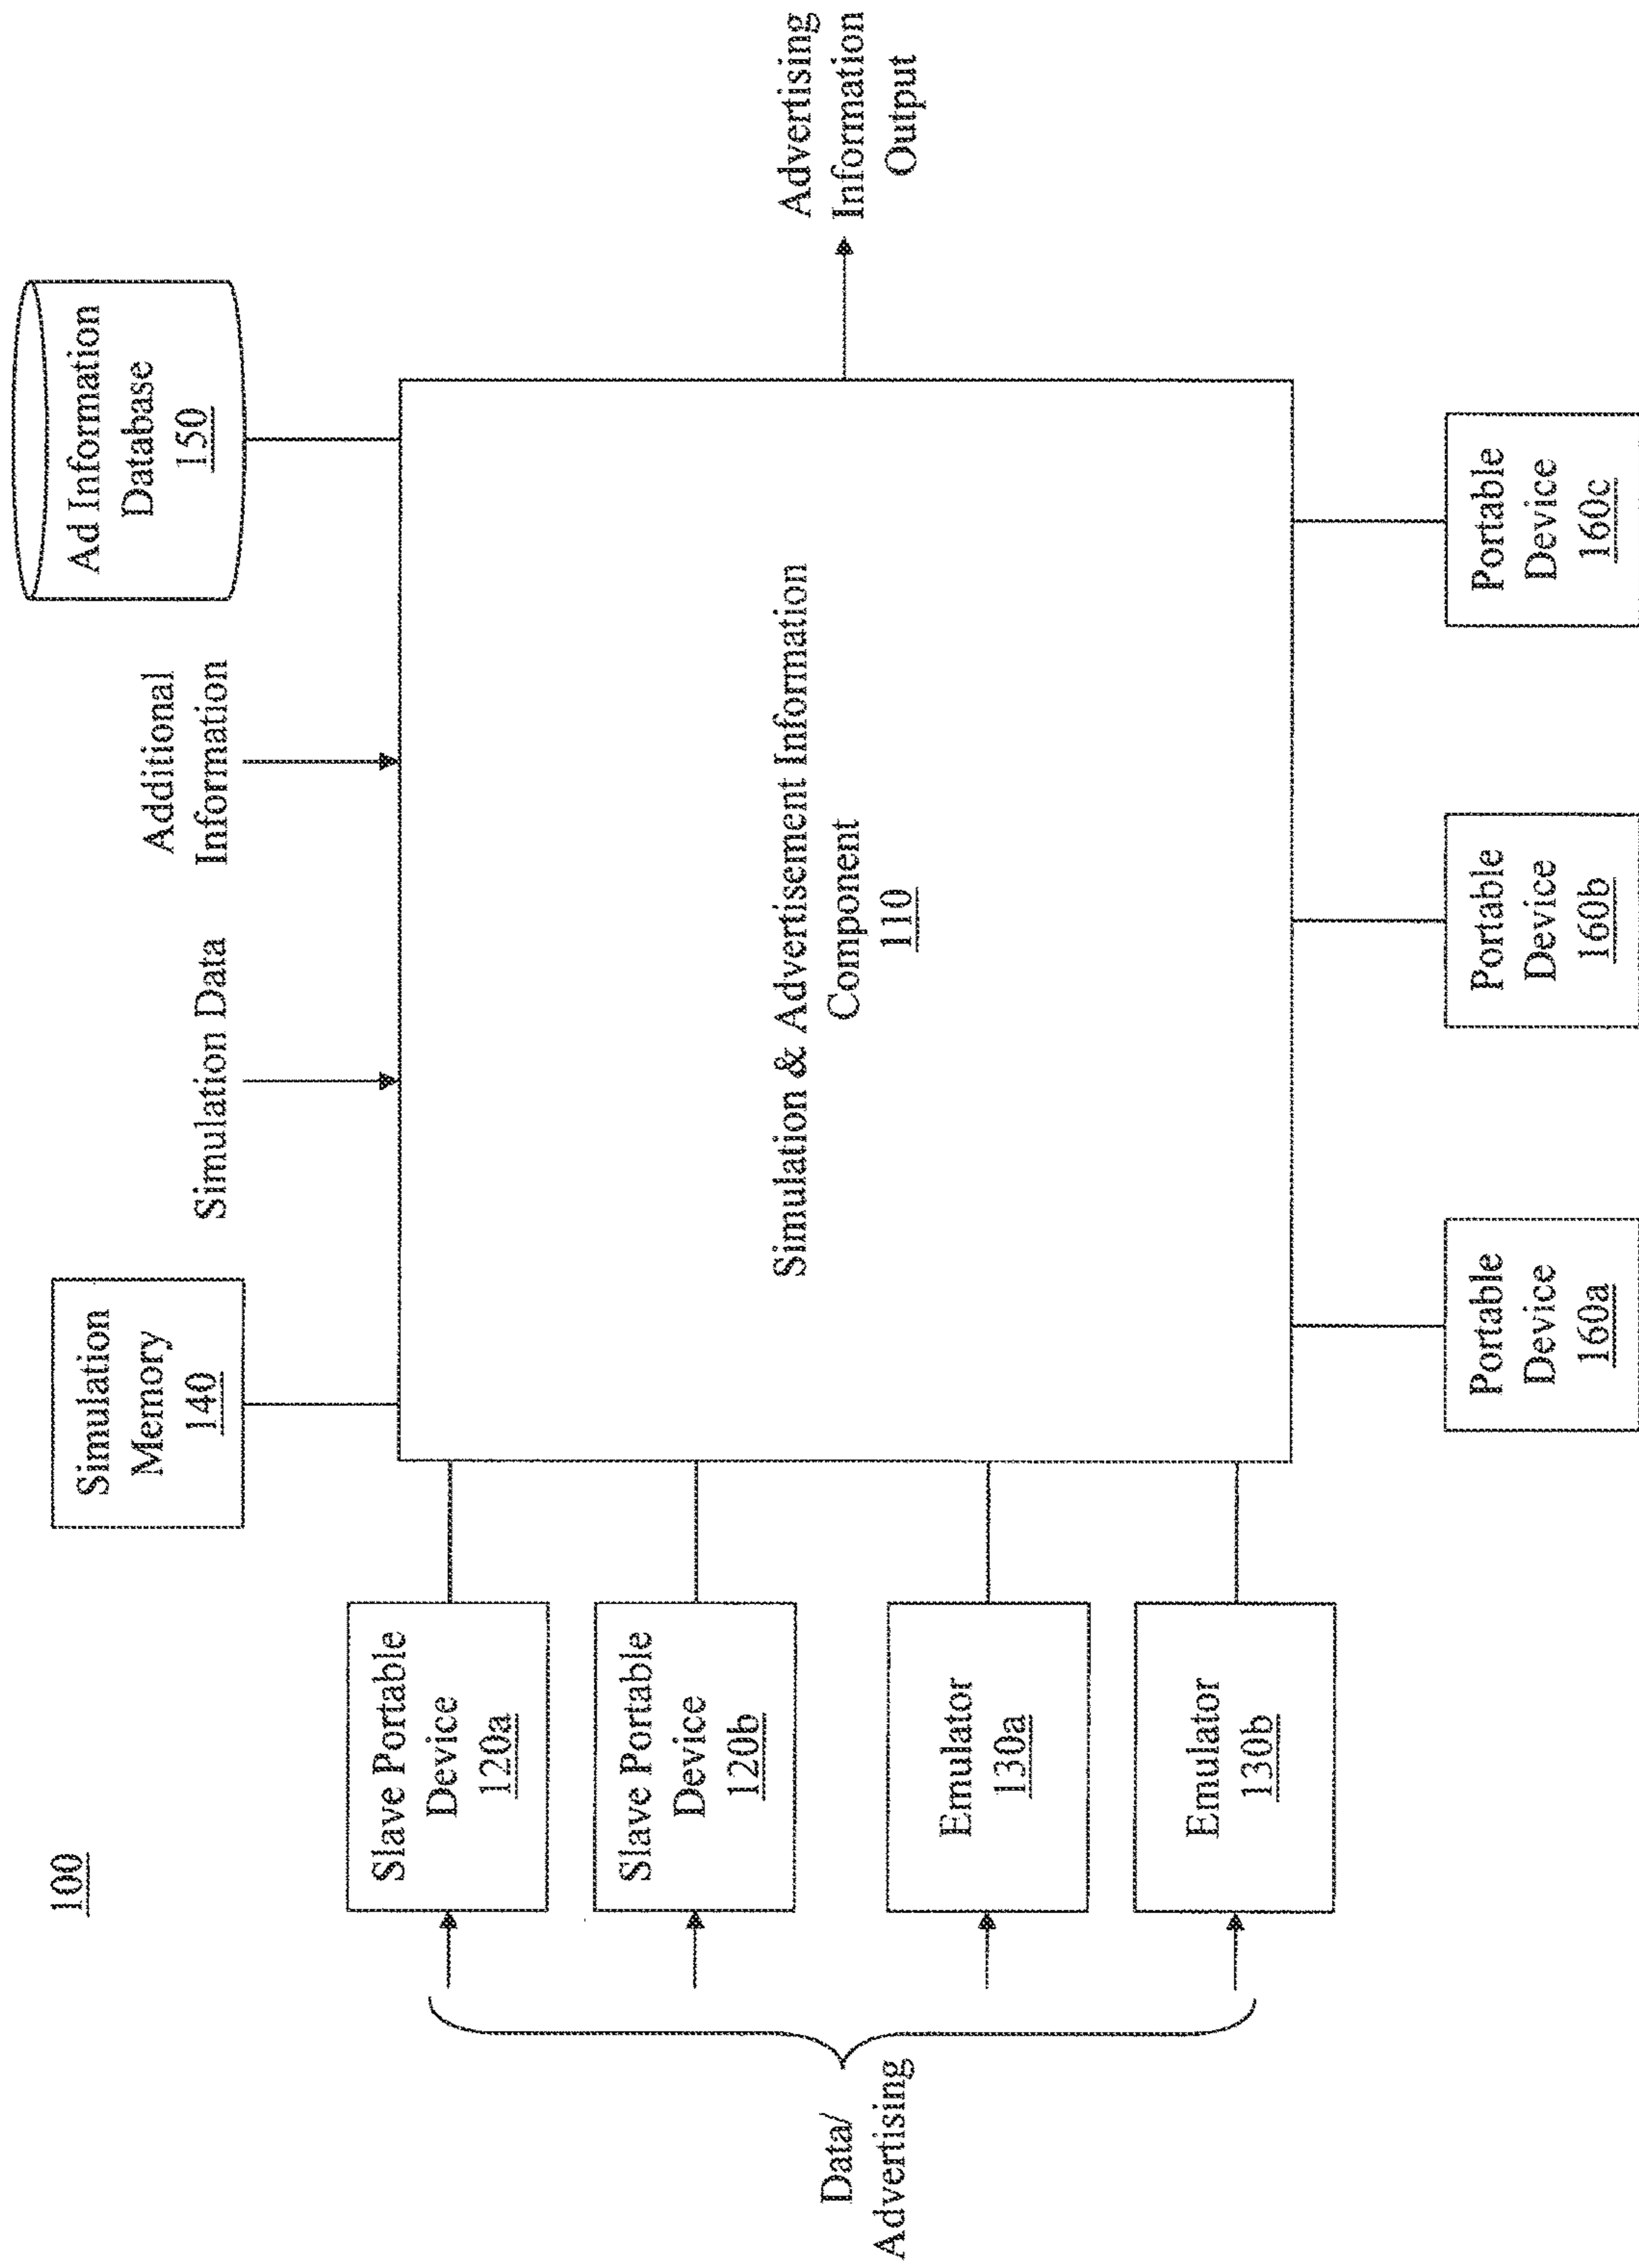 100
Simulation
Memory
140
Simulation Data
Additional
Information
Ad Information
Database
150
Data/
Advertising
Slave Portable
Device
120a
Slave Portable
Device
120b
Emulator
130a
Emulator
130b
Simulation & Advertisement Information
Component
110
Advertising
Information
Output
Portable
Device
160a
Portable
Device
160b
Portable
Device
160c